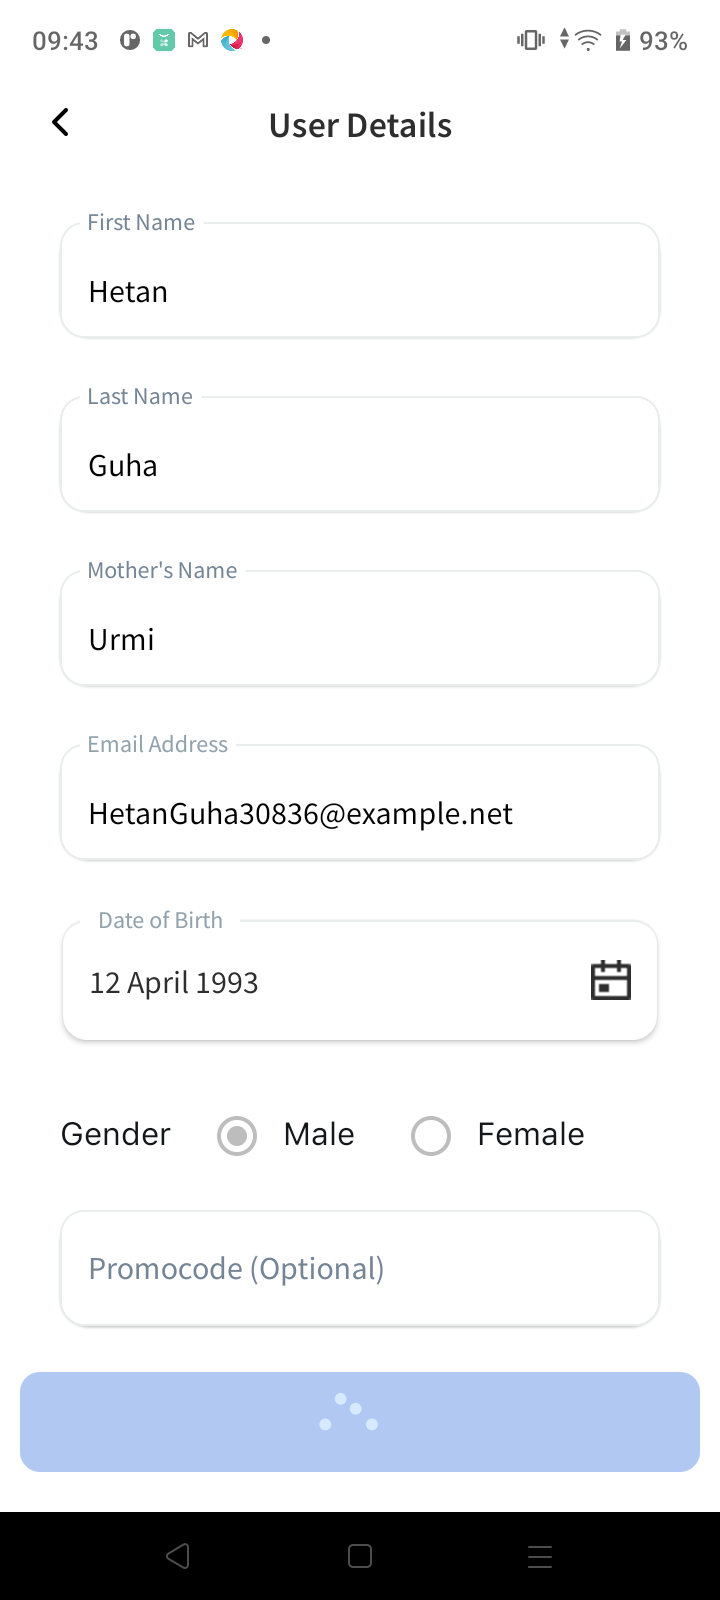 09:43
93%
User Details
First Name
Hetan
Last Name
Guha
Mother's Name
Urmi
Email Address
HetanGuha30836@example.net
Date of Birth
12 April 1993
Gender Male Female
Promocode (Optional)